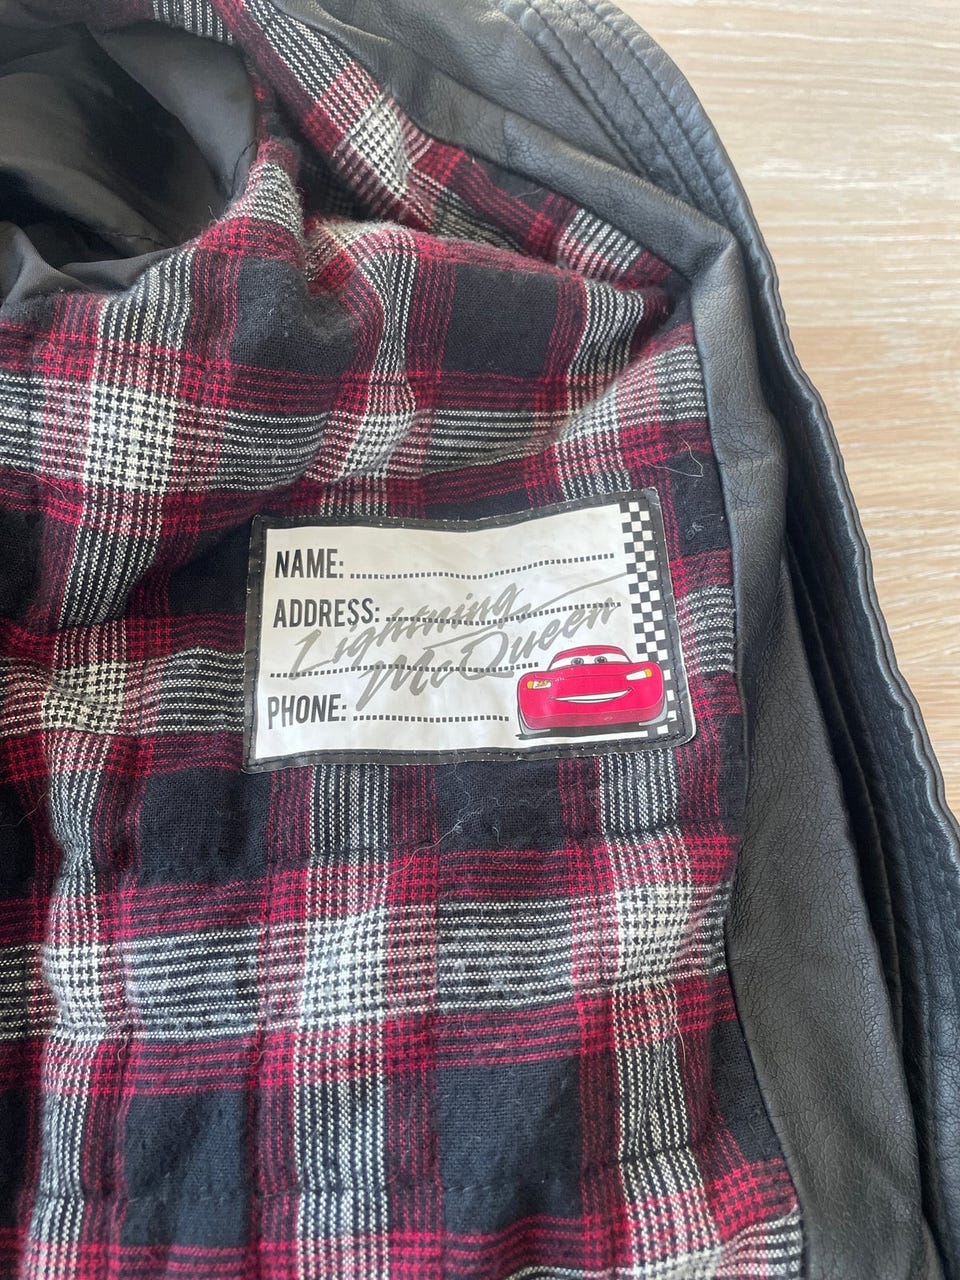 NAME:
ADDRESS:
Lightning
McQueen
PHONE: